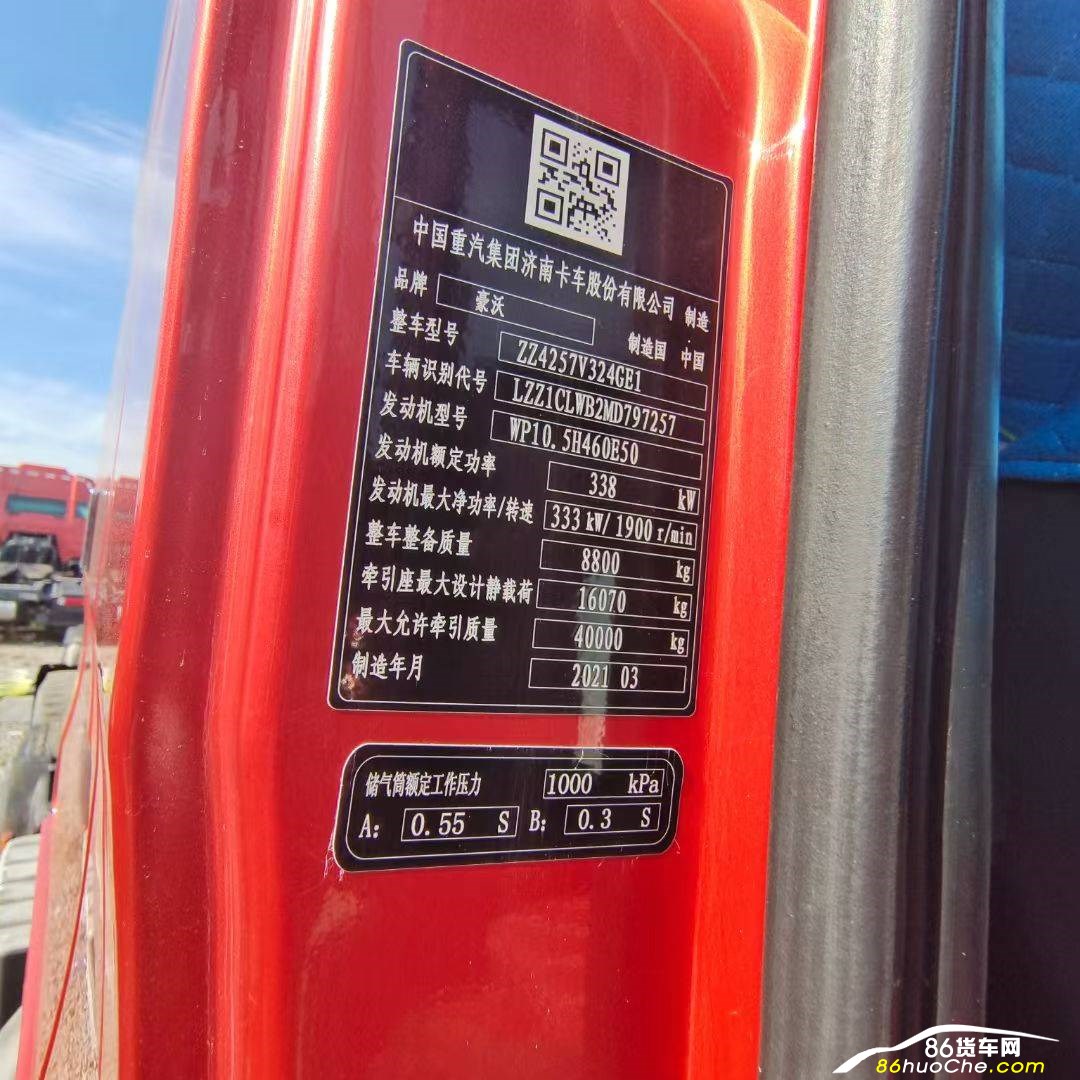 中国重汽集团济南卡车股份有限公司 制造
品牌 豪沃 制造国 中国
整车型号 ZZ4257V324GE1
车辆识别代号 LZZ1CLWB2MD797257
发动机型号 WP10.5H460E50
发动机额定功率 338 kW
发动机最大净功率/转速 333 kW/ 1900 r/min
整车整备质量 8800 kg
牵引座最大设计静载荷 16070 kg
最大允许牵引质量 40000 kg
制造年月 2021 03
储气筒额定工作压力 1000 kPa
A: 0.55 S B: 0.3 S
86货车网
86huoChe.com